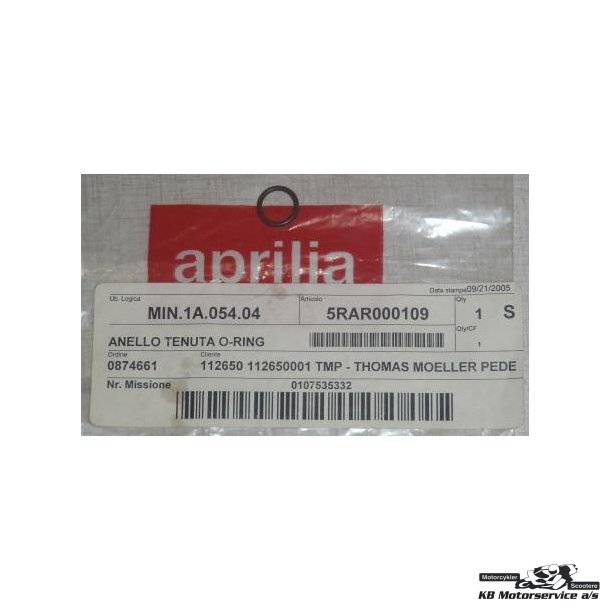 aprilia
Ub. Logica
MIN.1A.054.04
Articolo
5RAR000109
Data stampa09/21/2005
Qty
1 S
ANELLO TENUTA O-RING
Qty/CF
1
Ordine
0874661
Cliente
112650 112650001 TMP - THOMAS MOELLER PEDE
Nr. Missione
0107535332
Motorcykler
Scootere
KB Motorservice a/s